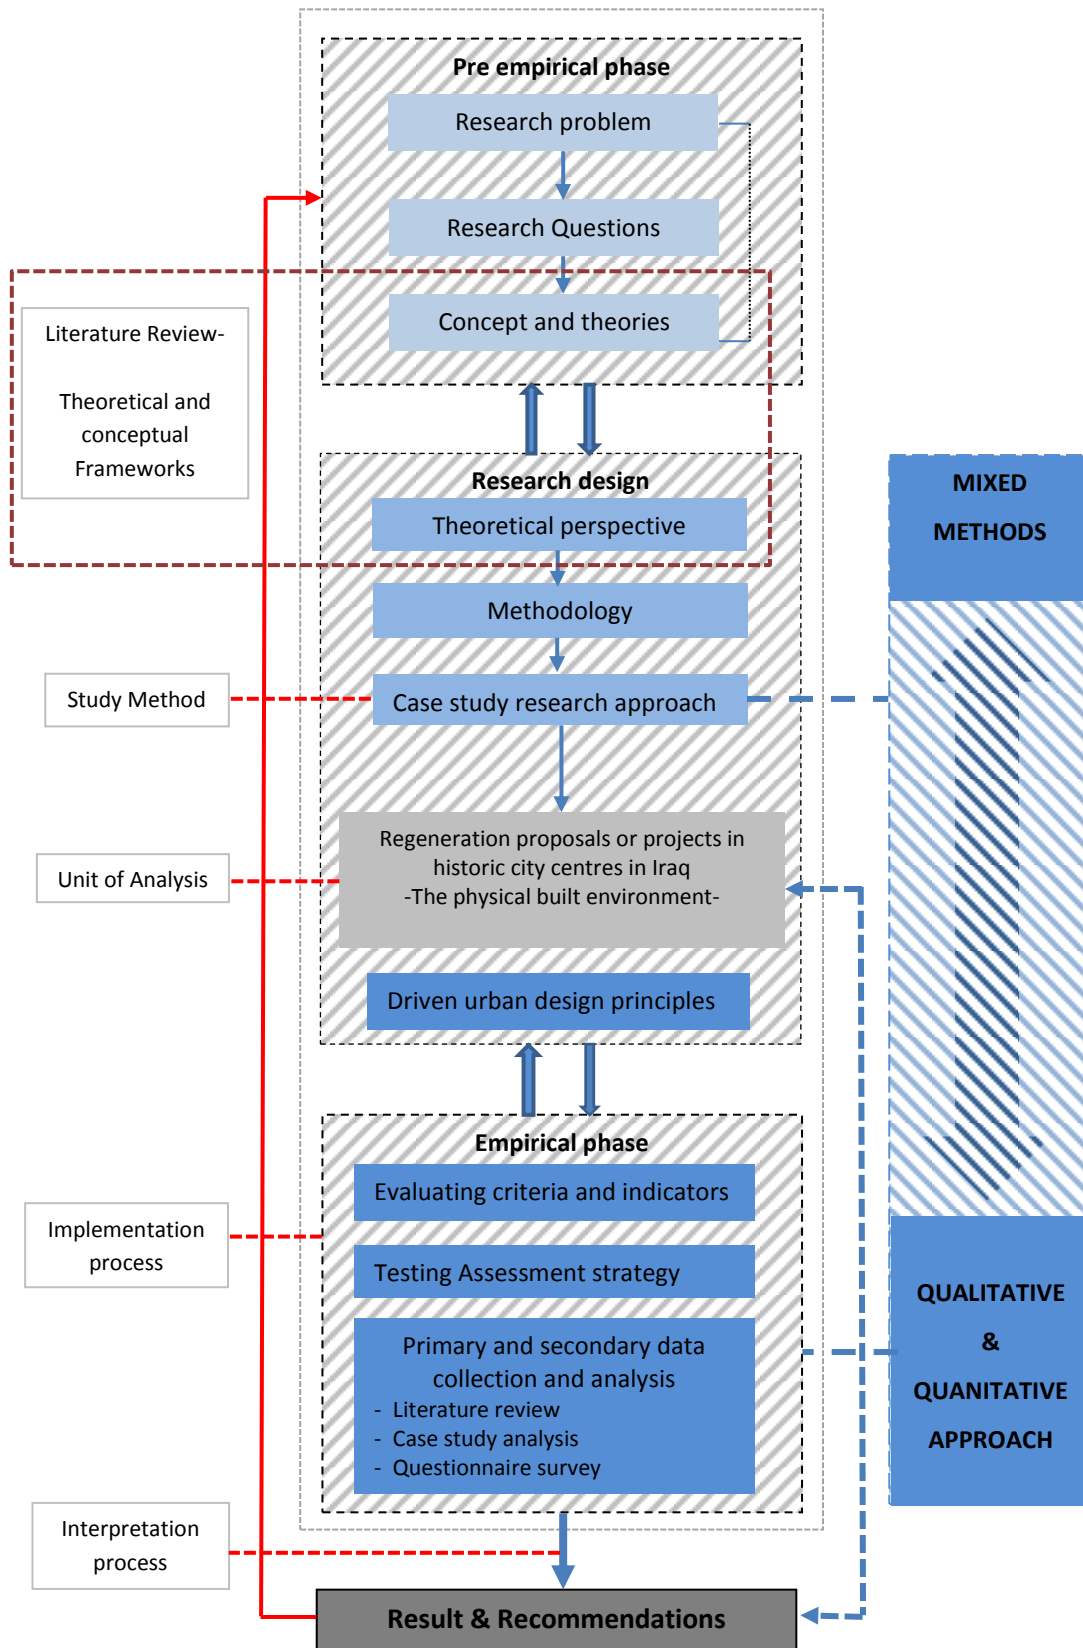 Pre empirical phase
Research problem
Research Questions
Concept and theories
Literature Review-
Theoretical and
conceptual
Frameworks
Research design
Theoretical perspective
Methodology
Study Method
Case study research approach
MIXED
METHODS
Unit of Analysis
Regeneration proposals or projects in
historic city centres in Iraq
-The physical built environment-
Driven urban design principles
Empirical phase
Evaluating criteria and indicators
Implementation
process
Testing Assessment strategy
Primary and secondary data
collection and analysis
- Literature review
- Case study analysis
- Questionnaire survey
QUALITATIVE
&
QUANITATIVE
APPROACH
Interpretation
process
Result & Recommendations